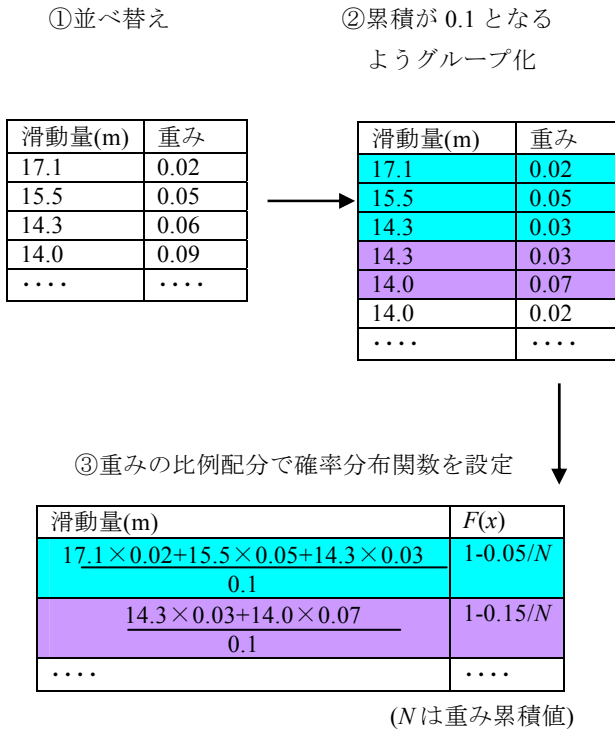 ①並べ替え
②累積が 0.1 となる
ようグループ化
滑動量(m) 重み
17.1 0.02
15.5 0.05
14.3 0.06
14.0 0.09
・・・・ ・・・・
滑動量(m) 重み
17.1 0.02
15.5 0.05
14.3 0.03
14.3 0.03
14.0 0.07
14.0 0.02
・・・・ ・・・・
③重みの比例配分で確率分布関数を設定
滑動量(m) F(x)
17.1×0.02+15.5×0.05+14.3×0.03 1-0.05/N
0.1
14.3×0.03+14.0×0.07 1-0.15/N
0.1
・・・・ ・・・・
(N は重み累積値)